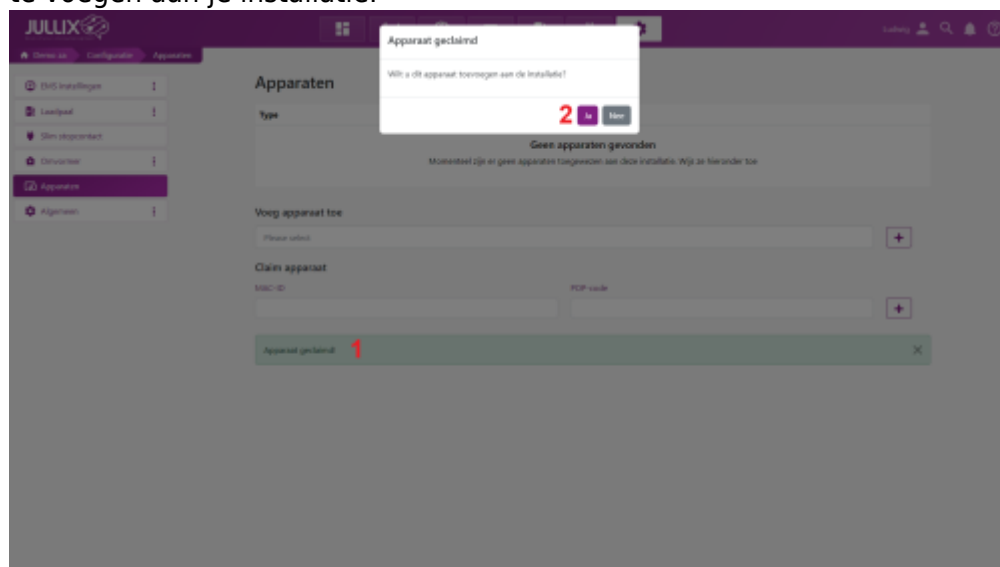 te voegen aan je installatie.
JULLIX
Ludwig
Demo so Configuratie Apparaten
Apparaat geclaimd
Wilt u dit apparaat toevoegen aan de installatie?
2 Ja Nee
EMS Instellingen
Laadpaal
Slim stopcontact
Omvormer
Apparaten
Algemeen
Apparaten
Type
Geen apparaten gevonden
Momenteel zijn er geen apparaten toegewezen aan deze installatie. Wijs ze hieronder toe
Voeg apparaat toe
Please select
+
Claim apparaat
MAC-ID POP-code
+
Apparaat geclaimd! 1